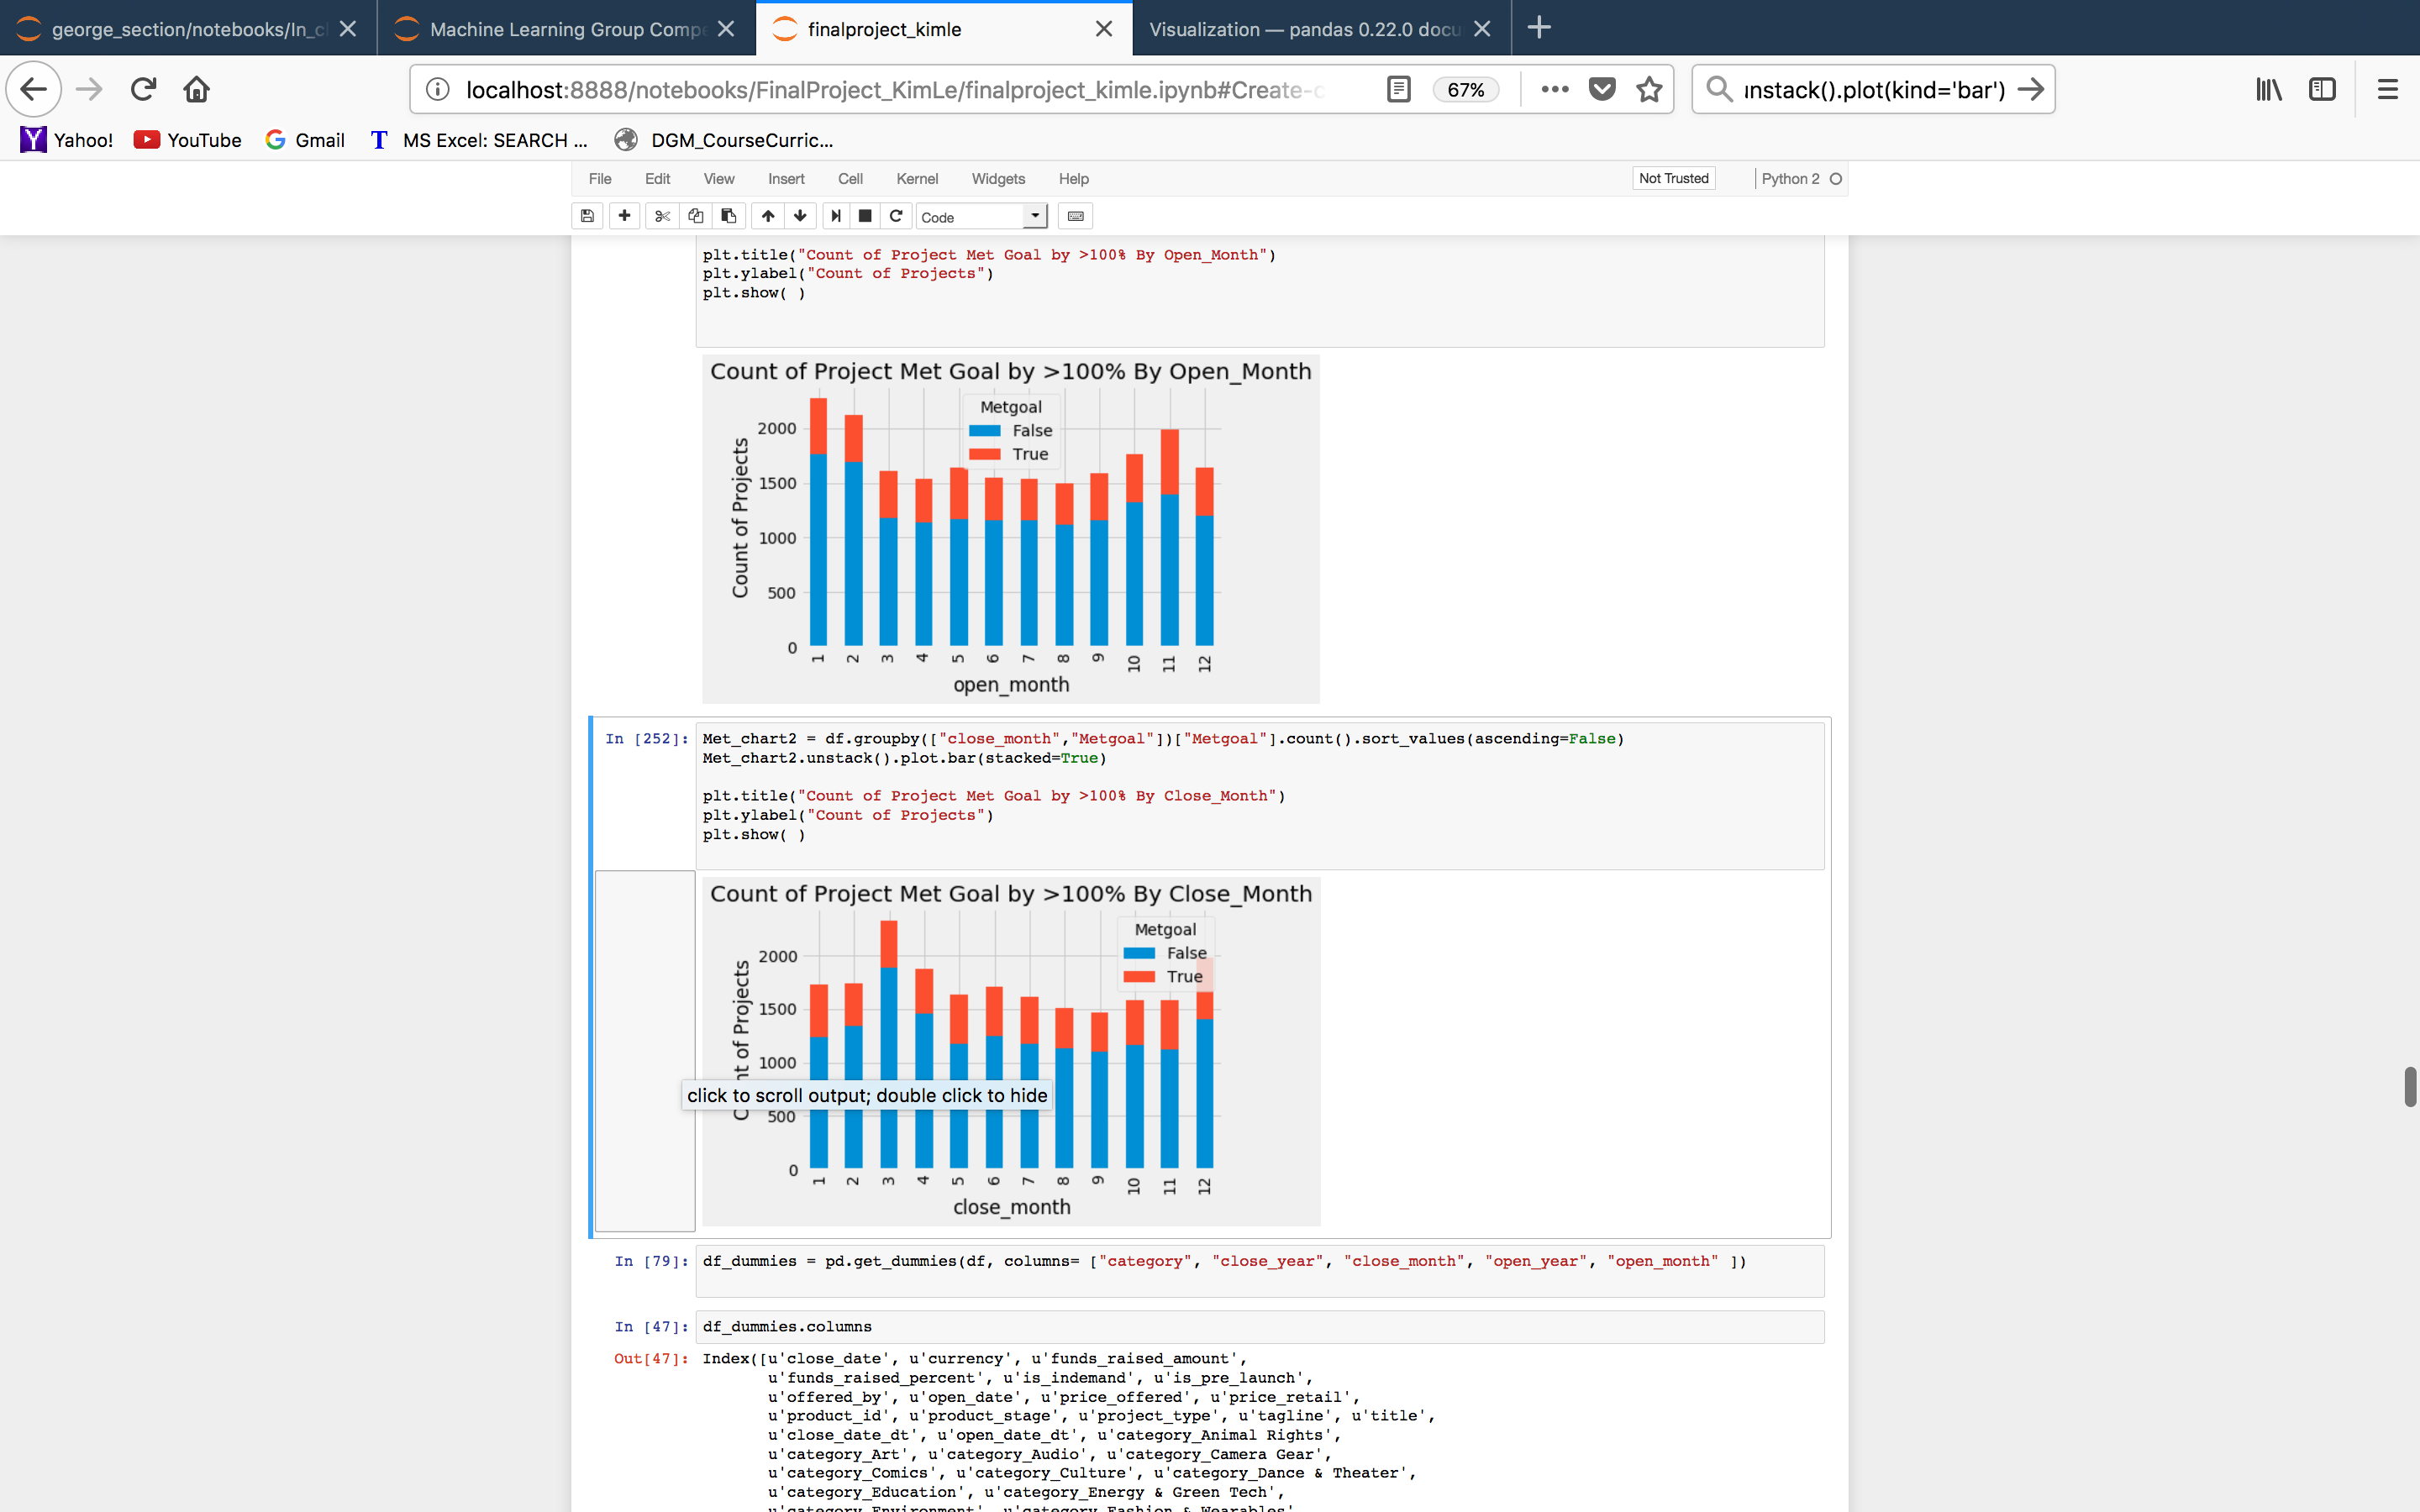 george_section/notebooks/In_c
Machine Learning Group Compe
finalproject_kimle
Visualization — pandas 0.22.0 docu
localhost:8888/notebooks/FinalProject_KimLe/finalproject_kimle.ipynb#Create-c
67%
unstack().plot(kind='bar')
Yahoo!
YouTube
Gmail
MS Excel: SEARCH ...
DGM_CourseCurric...
File
Edit
View
Insert
Cell
Kernel
Widgets
Help
Not Trusted
Python 2
Code
plt.title("Count of Project Met Goal by >100% By Open_Month")
plt.ylabel("Count of Projects")
plt.show( )
Count of Project Met Goal by >100% By Open_Month
Metgoal
False
True
Count of Projects
2000
1500
1000
500
0
1 2 3 4 5 6 7 8 9 10 11 12
open_month
In [252]:
Met_chart2 = df.groupby(["close_month","Metgoal"])["Metgoal"].count().sort_values(ascending=False)
Met_chart2.unstack().plot.bar(stacked=True)
plt.title("Count of Project Met Goal by >100% By Close_Month")
plt.ylabel("Count of Projects")
plt.show( )
Count of Project Met Goal by >100% By Close_Month
Metgoal
False
True
C nt of Projects
2000
1500
1000
click to scroll output; double click to hide
500
0
1 2 3 4 5 6 7 8 9 10 11 12
close_month
In [79]:
df_dummies = pd.get_dummies(df, columns= ["category", "close_year", "close_month", "open_year", "open_month" ])
In [47]:
df_dummies.columns
Out[47]:
Index([u'close_date', u'currency', u'funds_raised_amount',
u'funds_raised_percent', u'is_indemand', u'is_pre_launch',
u'offered_by', u'open_date', u'price_offered', u'price_retail',
u'product_id', u'product_stage', u'project_type', u'tagline', u'title',
u'close_date_dt', u'open_date_dt', u'category_Animal Rights',
u'category_Art', u'category_Audio', u'category_Camera Gear',
u'category_Comics', u'category_Culture', u'category_Dance & Theater',
u'category_Education', u'category_Energy & Green Tech',
u'category_Environment', u'category_Fashion & Wearables'